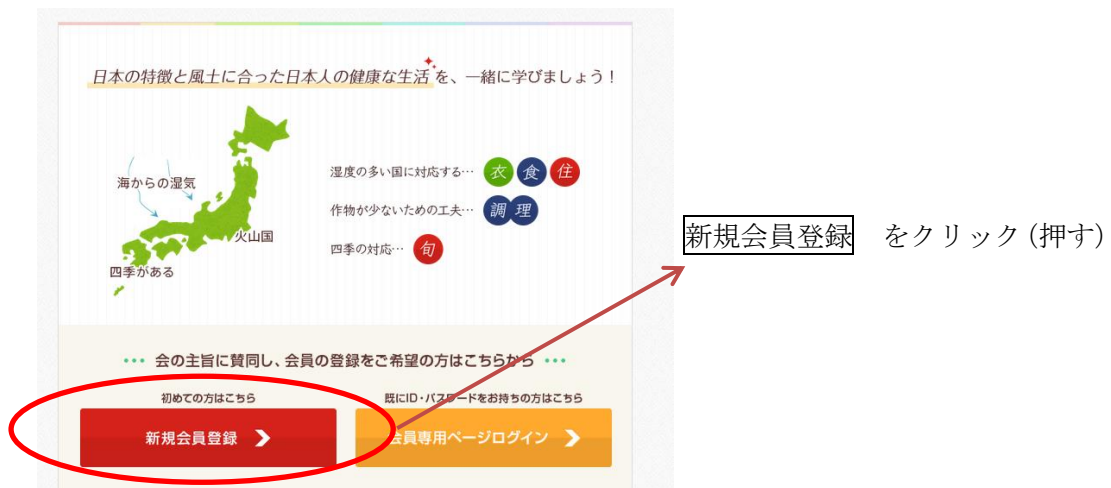 日本の特徴と風土に合った日本人の健康な生活を、一緒に学びましょう！
海からの湿気
火山国
四季がある
湿度の多い国に対応する… 衣 食 住
作物が少ないための工夫… 調 理
四季の対応… 旬
新規会員登録　をクリック（押す）
会の主旨に賛同し、会員の登録をご希望の方はこちらから
初めての方はこちら
新規会員登録
既にID・パスワードをお持ちの方はこちら
会員専用ページログイン